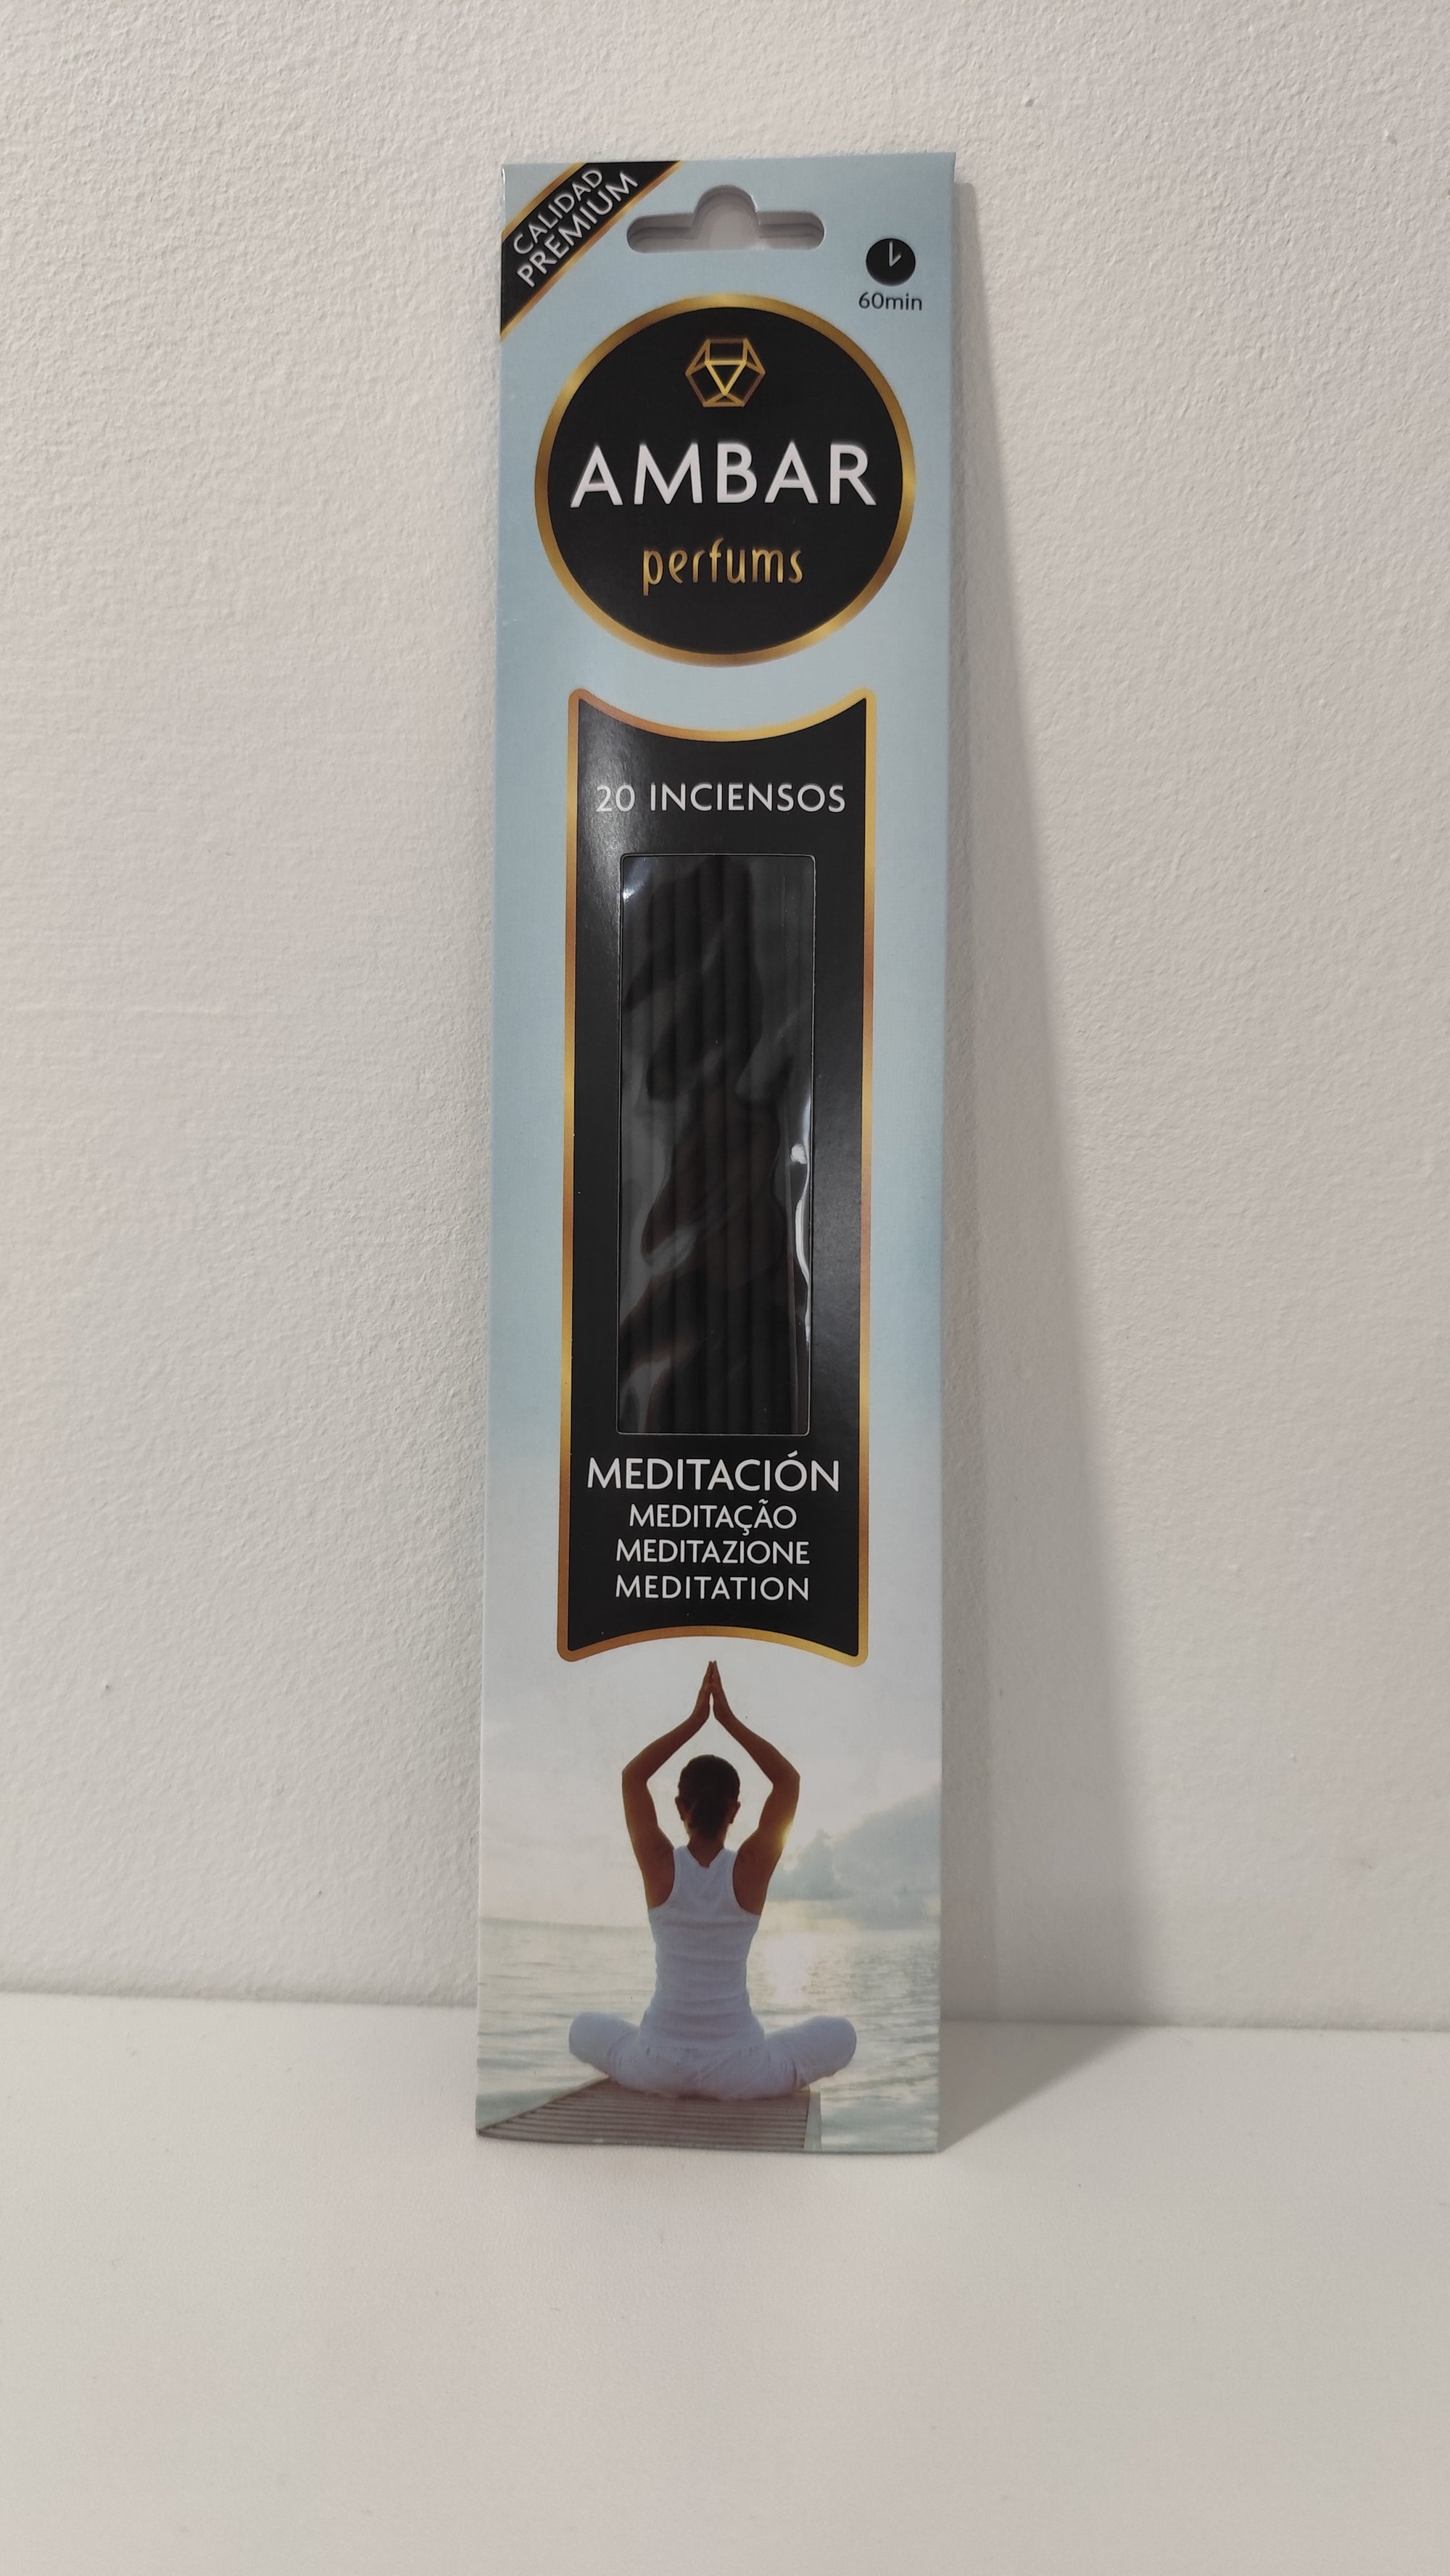 CALIDAD
PREMIUM
60min
AMBAR
perfums
20 INCIENSOS
MEDITACIÓN
MEDITAÇÃO
MEDITAZIONE
MEDITATION